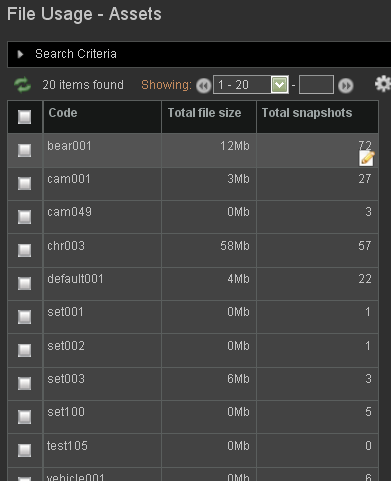 File Usage - Assets
Search Criteria
20 items found Showing: 1 - 20 -
Code Total file size Total snapshots
bear001 12Mb 72
cam001 3Mb 27
cam049 0Mb 3
chr003 58Mb 57
default001 4Mb 22
set001 0Mb 1
set002 0Mb 1
set003 6Mb 3
set100 0Mb 5
test105 0Mb 0
vehicle001 0Mb 6